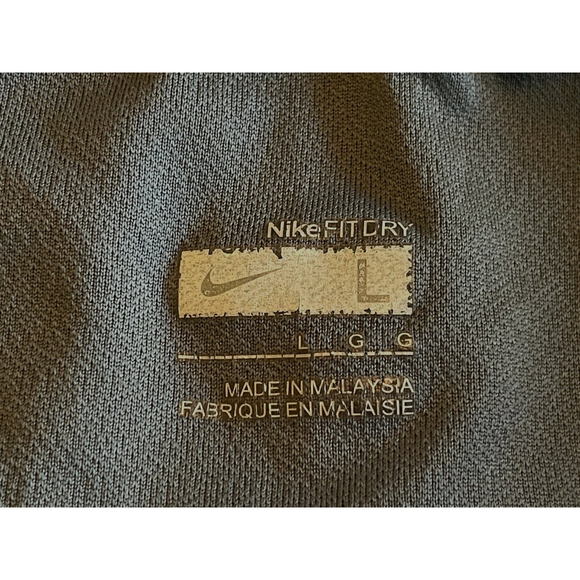 Nike FIT DRY
L
L G G
MADE IN MALAYSIA
FABRIQUE EN MALAISIE